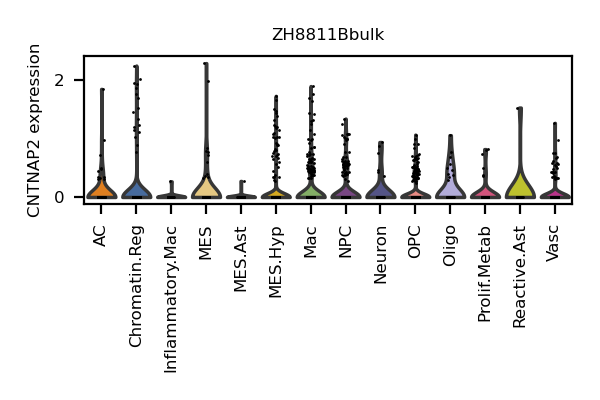 ZH8811Bbulk
CNTNAP2 expression
2
0
AC
Chromatin.Reg
Inflammatory.Mac
MES
MES.Ast
MES.Hyp
Mac
NPC
Neuron
OPC
Oligo
Prolif.Metab
Reactive.Ast
Vasc